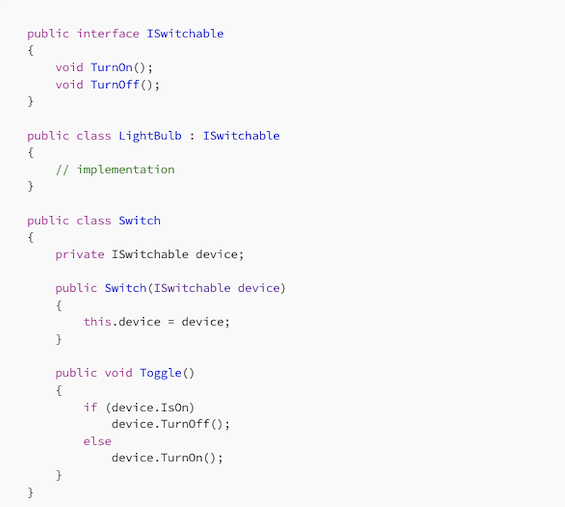 public interface ISwitchable
{
    void TurnOn();
    void TurnOff();
}

public class LightBulb : ISwitchable
{
    // implementation
}

public class Switch
{
    private ISwitchable device;

    public Switch(ISwitchable device)
    {
        this.device = device;
    }

    public void Toggle()
    {
        if (device.IsOn)
            device.TurnOff();
        else
            device.TurnOn();
    }
}